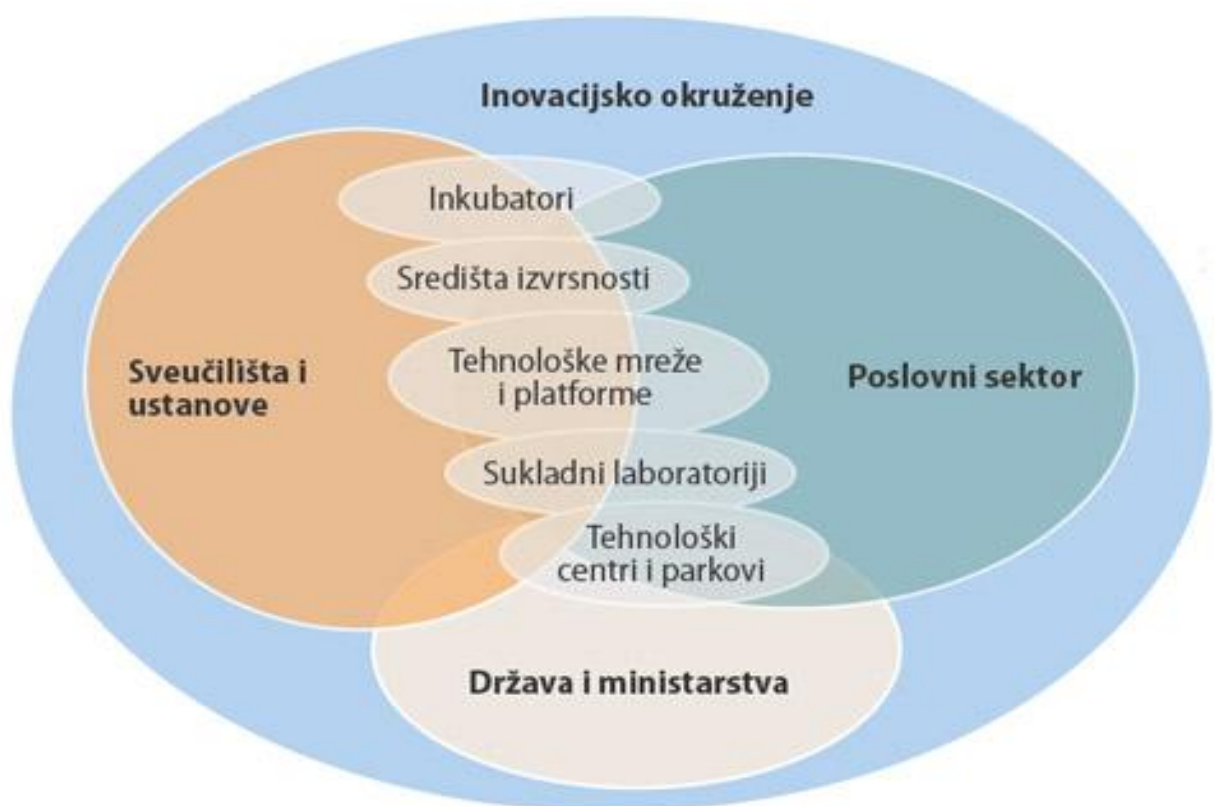 Inovacijsko okruženje
Inkubatori
Središta izvrsnosti
Sveučilišta i
ustanove
Tehnološke mreže
i platforme
Poslovni sektor
Sukladni laboratoriji
Tehnološki
centri i parkovi
Država i ministarstva